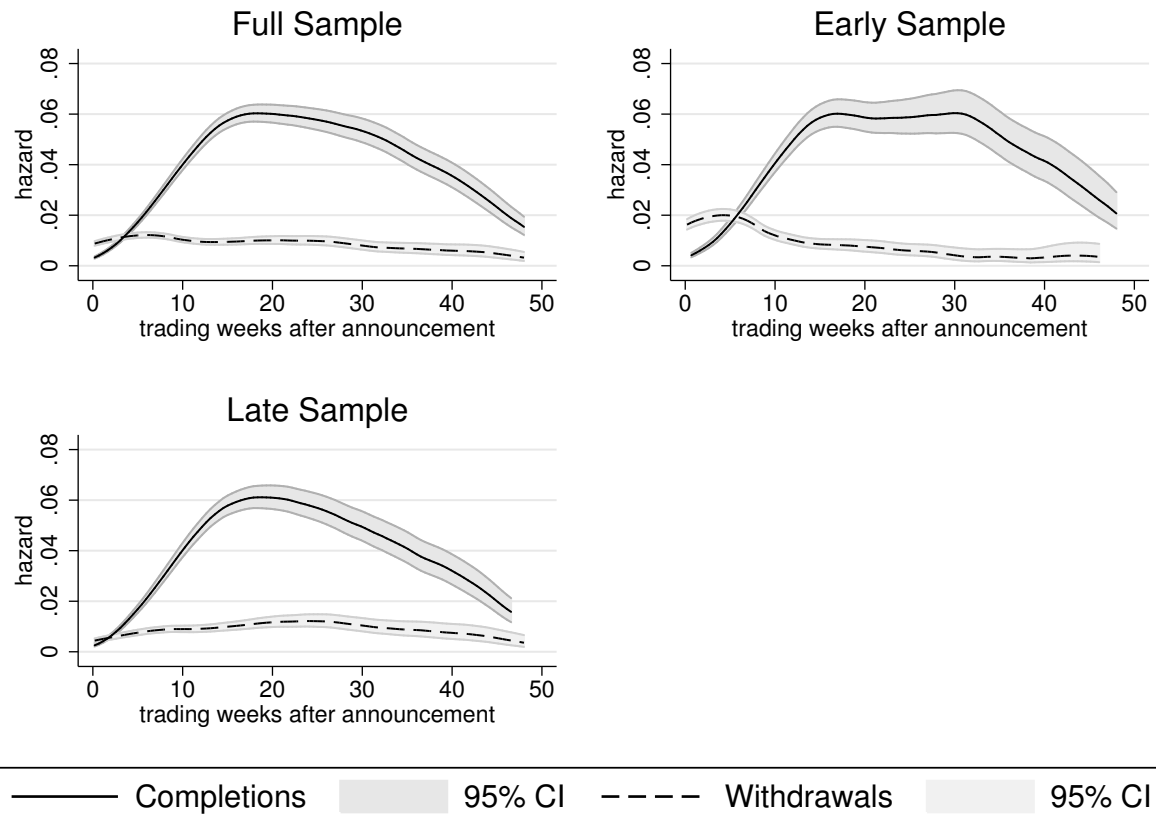 Full Sample
.08
.06
.04
.02
0
hazard
0 10 20 30 40 50
trading weeks after announcement
Early Sample
.08
.06
.04
.02
0
hazard
0 10 20 30 40 50
trading weeks after announcement
Late Sample
.08
.06
.04
.02
0
hazard
0 10 20 30 40 50
trading weeks after announcement
Completions 95% CI Withdrawals 95% CI